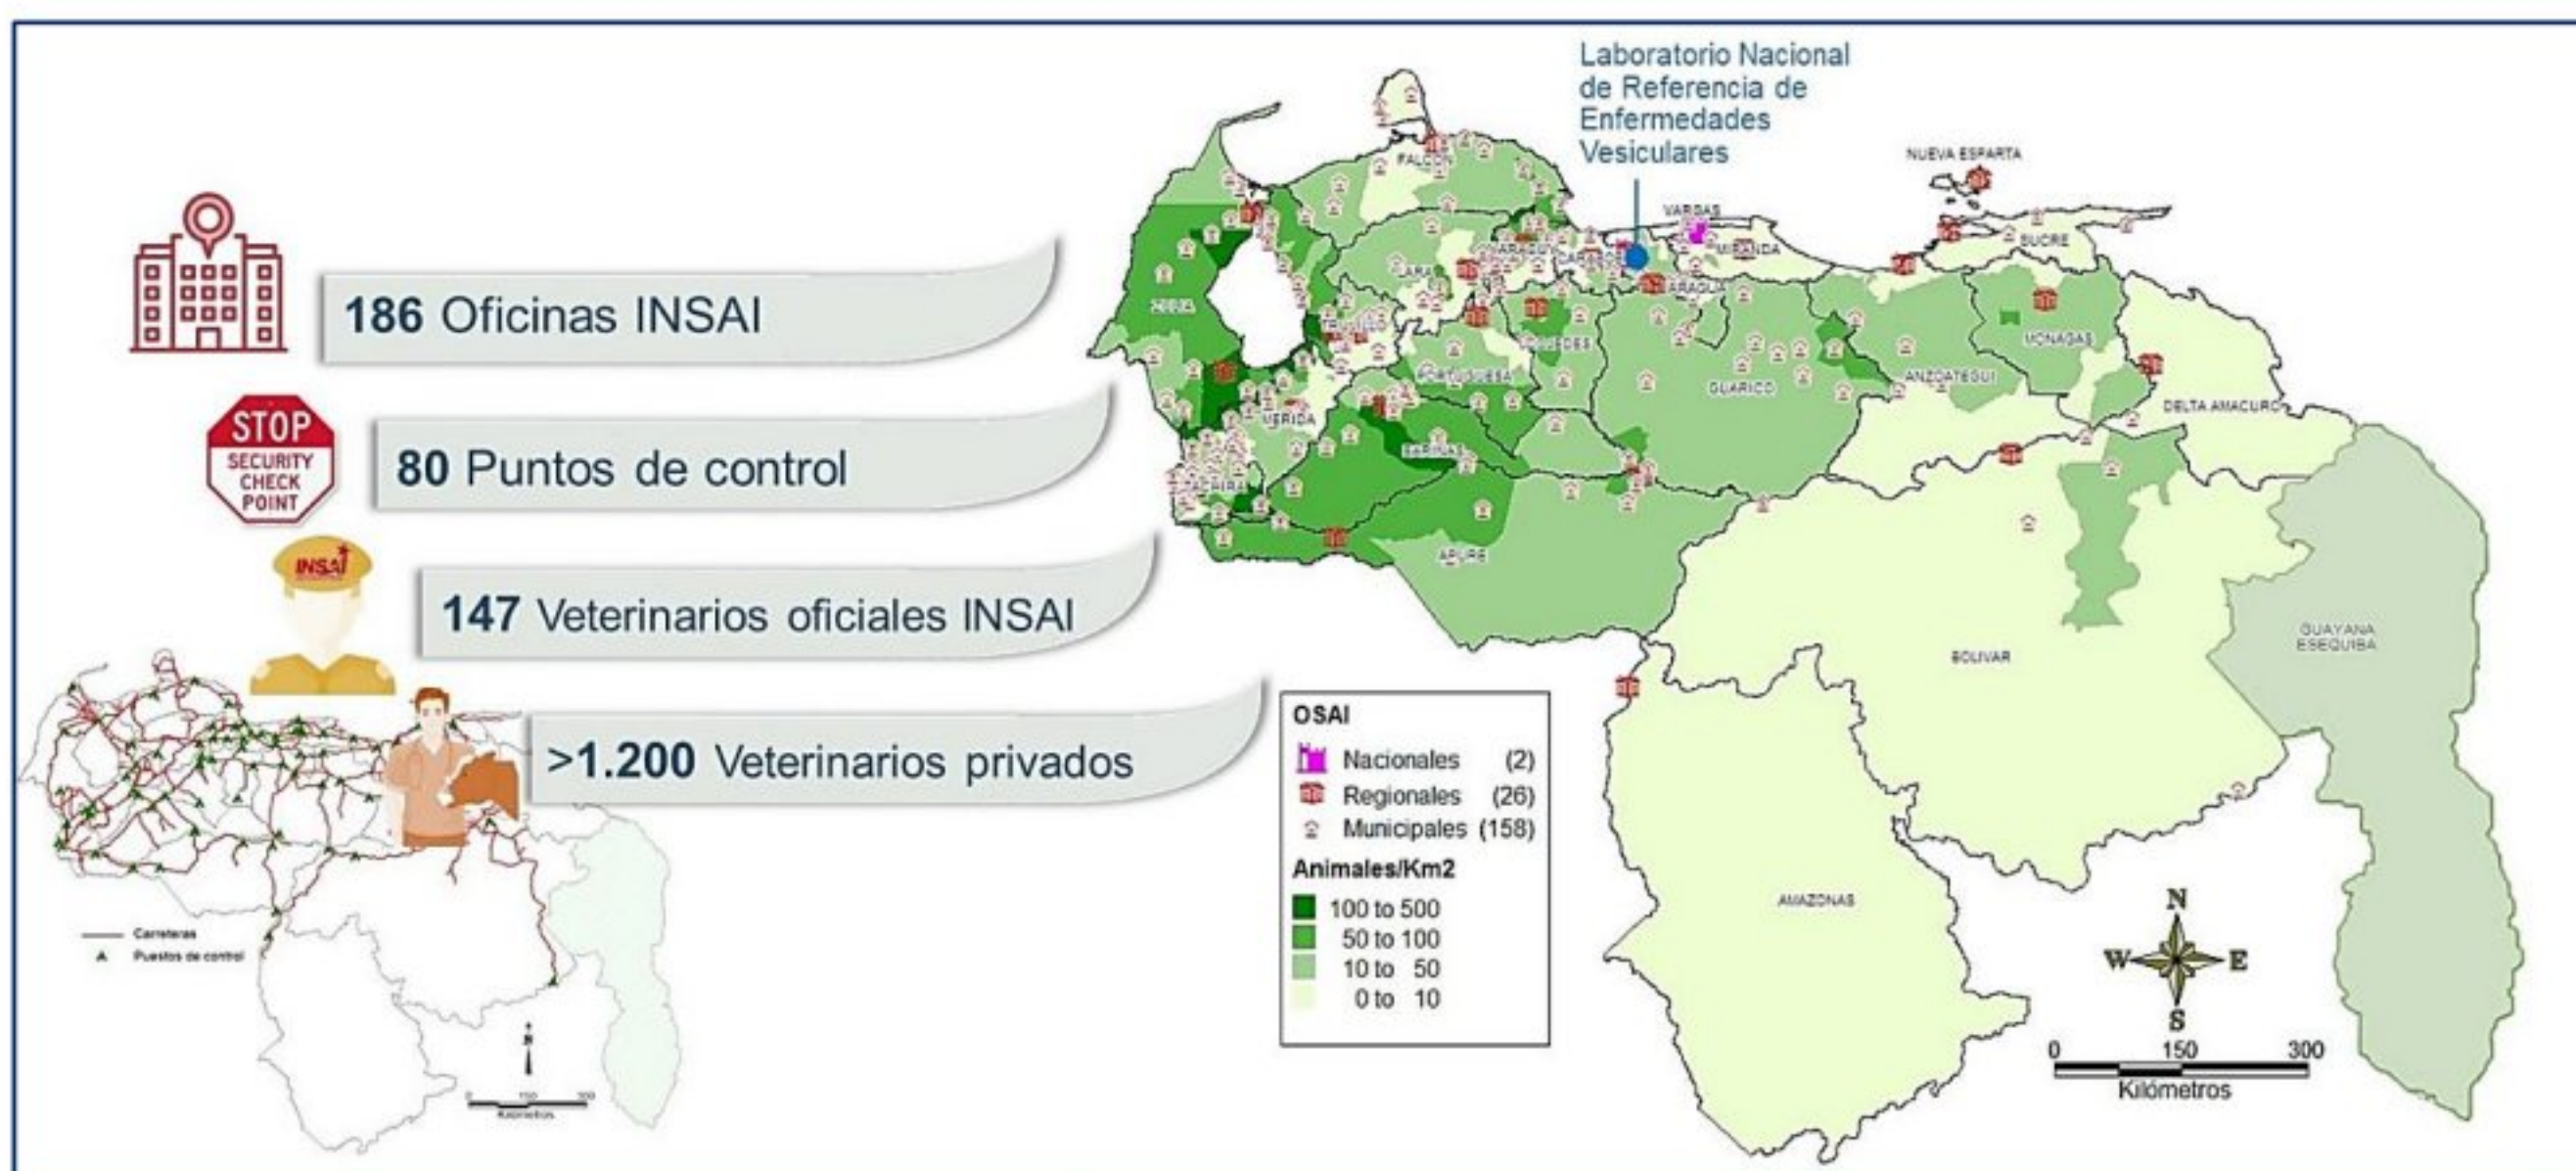 Laboratorio Nacional
de Referencia de
Enfermedades
Vesiculares
186 Oficinas INSAI
STOP
SECURITY
CHECK
POINT
80 Puntos de control
INSAI
147 Veterinarios oficiales INSAI
>1.200 Veterinarios privados
Carreteras
Puestos de control
0 150 300
Kilómetros
NUEVA ESPARTA
FALCON
VARGAS
MIRANDA
SUCRE
LARA
CARABOBO
ARAGUA
ZULIA
TRUJILLO
COJEDES
MONAGAS
PORTUGUESA
GUARICO
ANZOATEGUI
DELTA AMACURO
MERIDA
BARINAS
TACHIRA
APURE
BOLIVAR
GUAYANA
ESEQUIBA
AMAZONAS
OSAI
Nacionales (2)
Regionales (26)
Municipales (158)
Animales/Km2
100 to 500
50 to 100
10 to 50
0 to 10
N
W E
S
0 150 300
Kilómetros